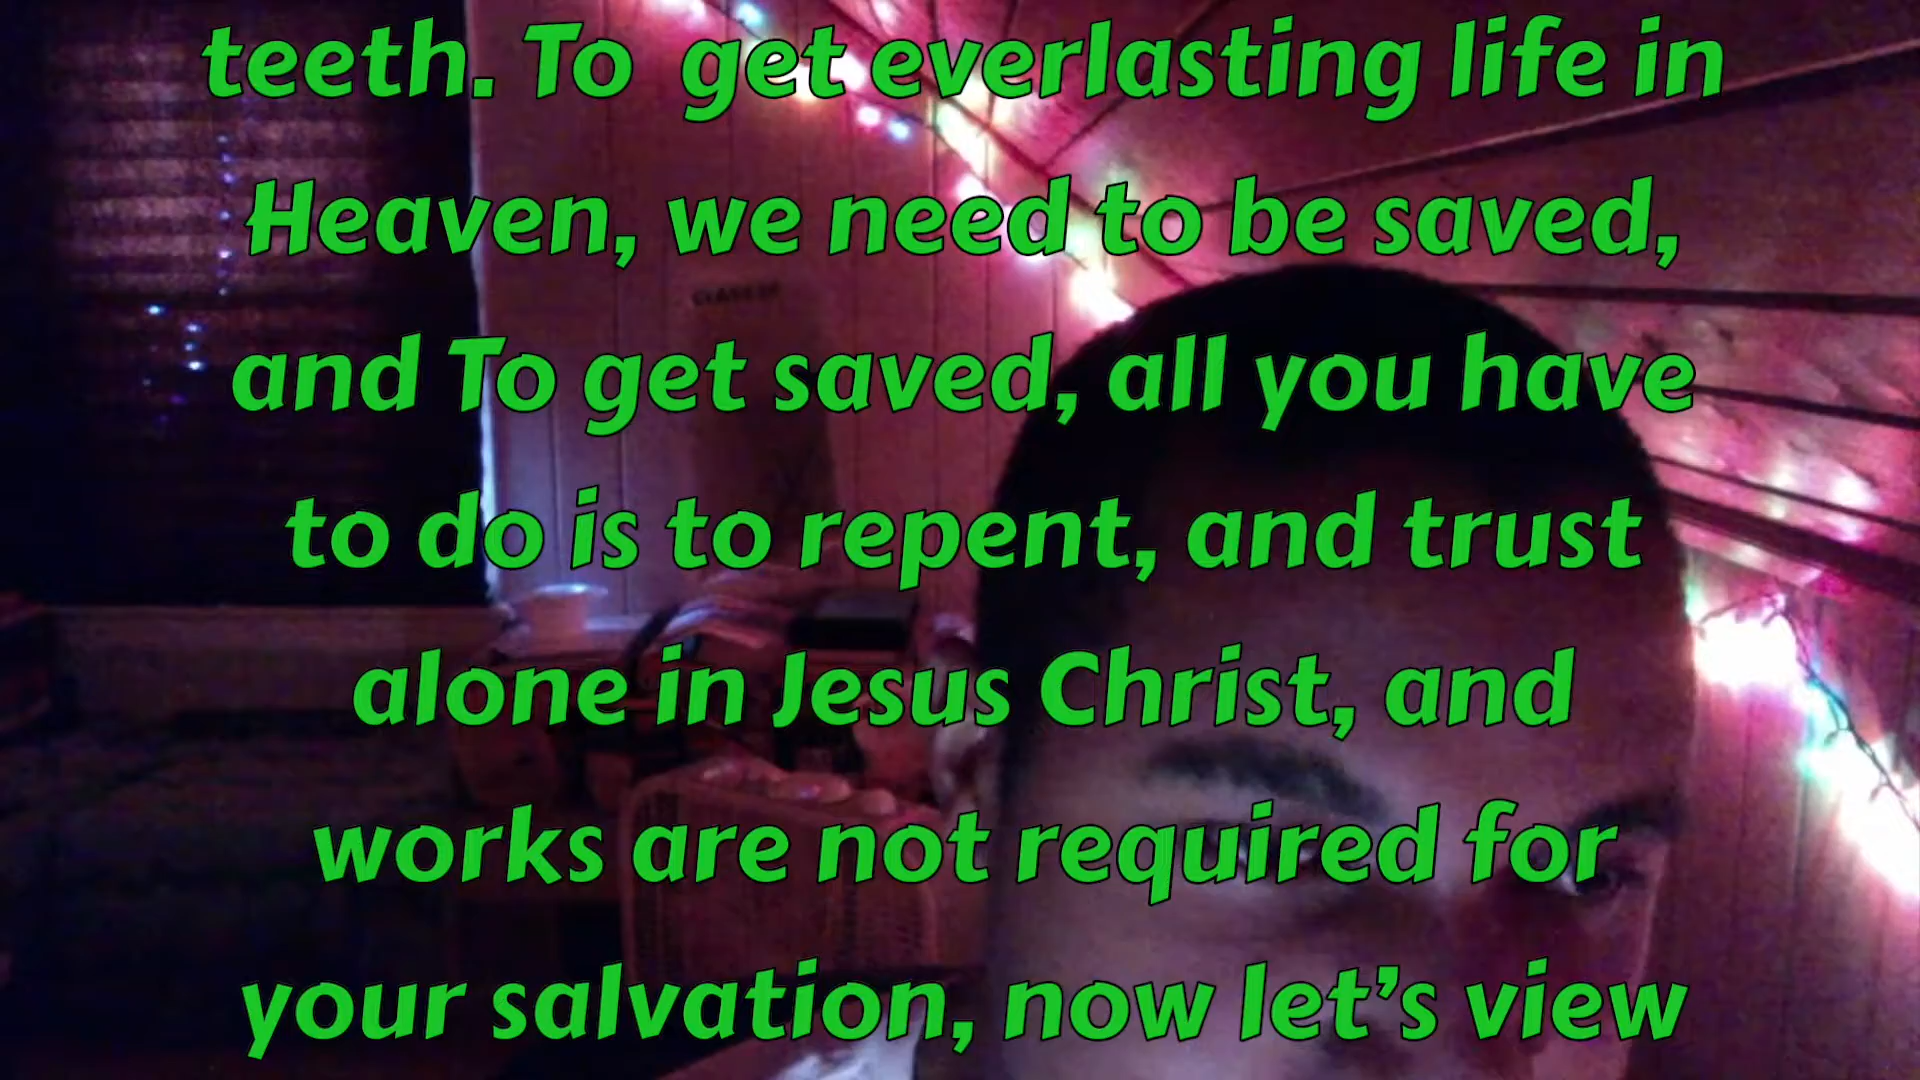 teeth. To get everlasting life in
Heaven, we need to be saved,
and To get saved, all you have
to do is to repent, and trust
alone in Jesus Christ, and
works are not required for
your salvation, now let’s view